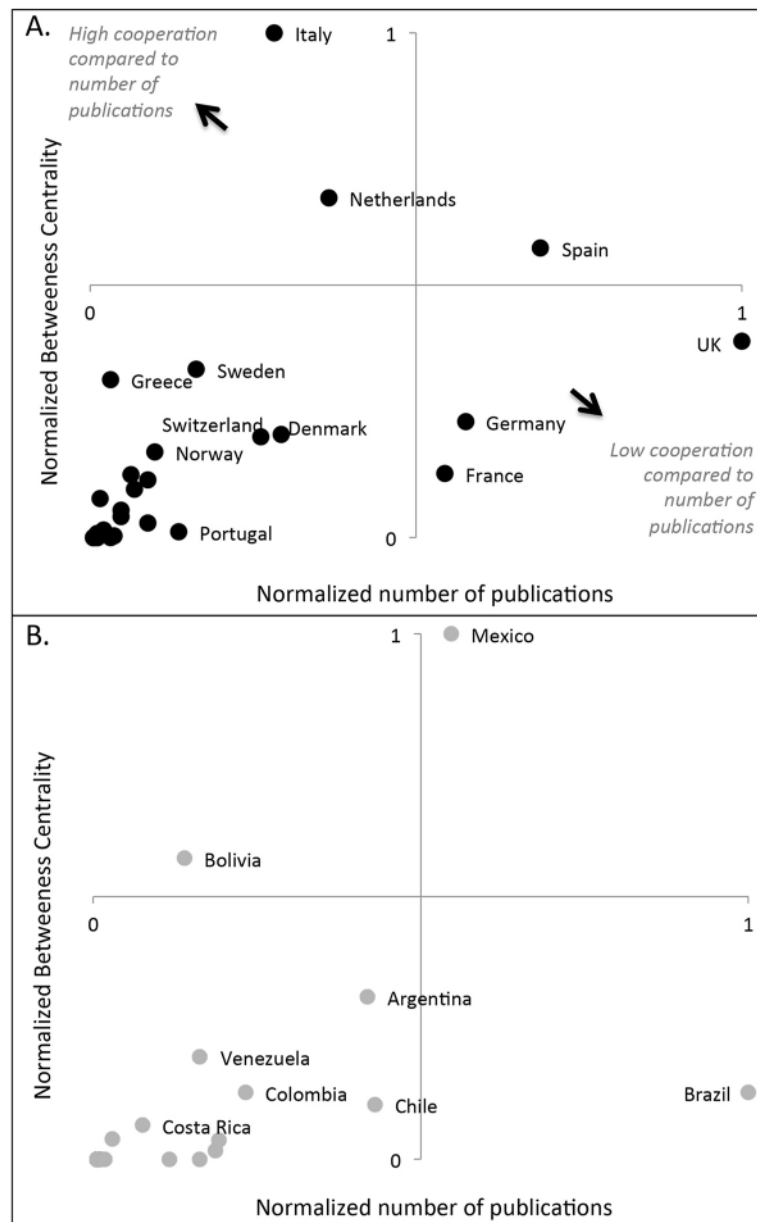 A.
High cooperation
compared to
number of
publications
1
Italy
Netherlands
Spain
Normalized Betweeness Centrality
0
1
UK
Greece
Sweden
Switzerland
Denmark
Norway
Germany
France
Low cooperation
compared to
number of
publications
Portugal
0
Normalized number of publications
B.
1
Mexico
Bolivia
Normalized Betweeness Centrality
0
1
Argentina
Venezuela
Colombia
Chile
Brazil
Costa Rica
0
Normalized number of publications